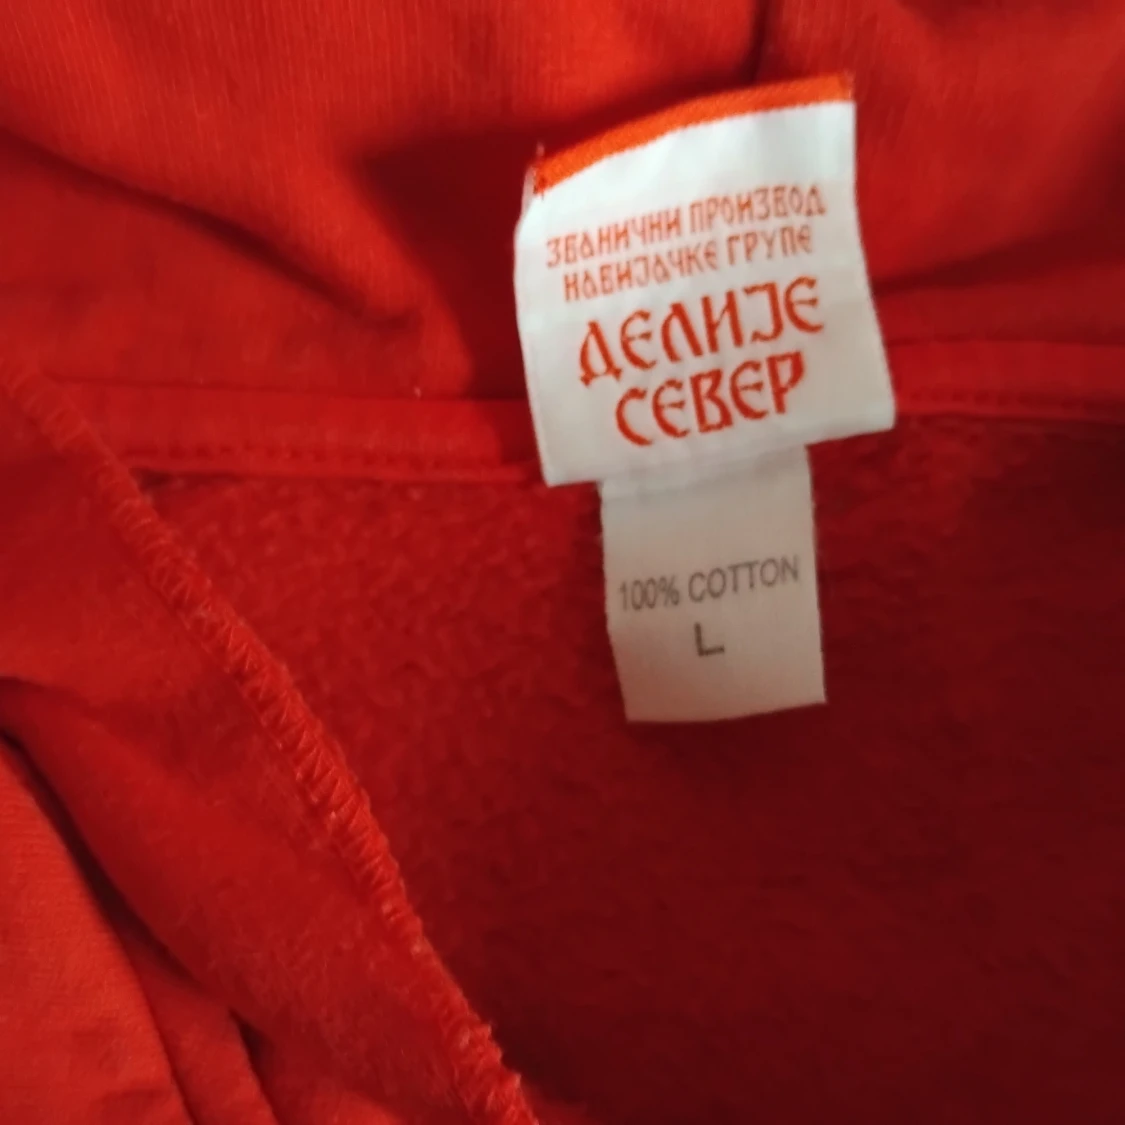 ЗВАНИЧНИ ПРОИЗВОД
НАВИЈАЧКЕ ГРУПЕ
ДЕЛИЈЕ
СЕВЕР
100% COTTON
L